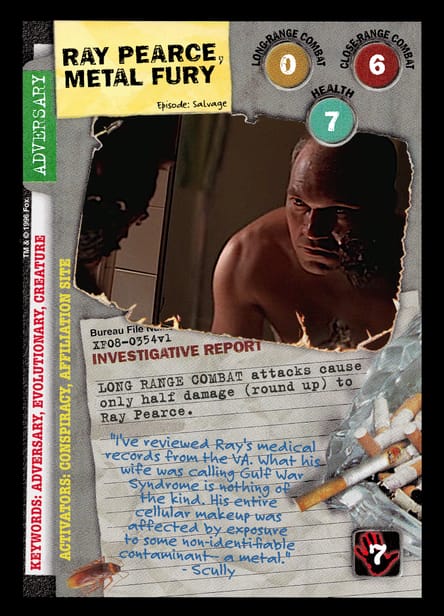 RAY PEARCE,
METAL FURY
Episode: Salvage
LONG-RANGE COMBAT
0
CLOSE-RANGE COMBAT
6
HEALTH
7
ADVERSARY
TM & © 1996 Fox.
KEYWORDS: ADVERSARY, EVOLUTIONARY, CREATURE
ACTIVATORS: CONSPIRACY, AFFILIATION SITE
Bureau File
XF08-0354v1
INVESTIGATIVE REPORT
LONG RANGE COMBAT attacks cause
only half damage (round up) to
Ray Pearce.
"I've reviewed Ray's medical
records from the VA. What his
wife was calling Gulf War
Syndrome is nothing of
the kind. His entire
cellular makeup was
affected by exposure
to some non-identifiable
contaminant- a metal."
- Scully
7